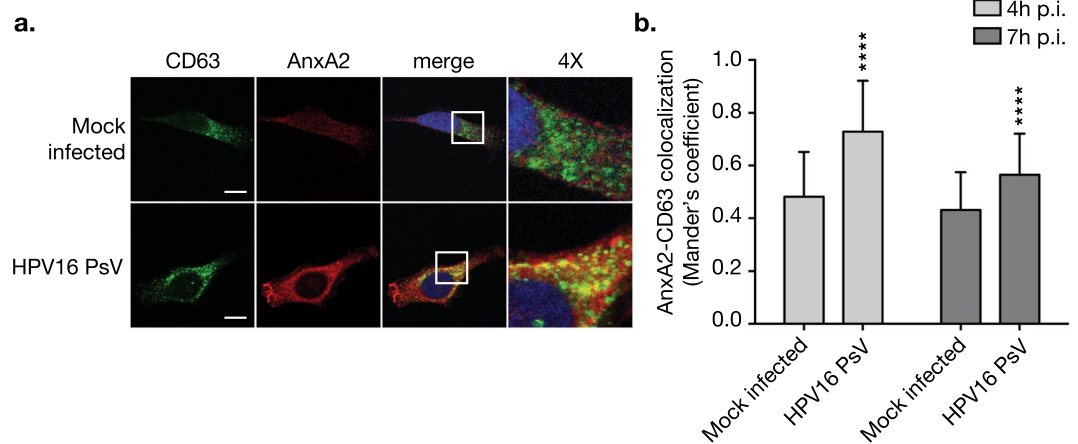 a.
CD63
AnxA2
merge
4X
Mock
infected
HPV16 PsV
b.
4h p.i.
7h p.i.
AnxA2-CD63 colocalization
(Mander's coefficient)
1.0
0.8
0.6
0.4
0.2
0.0
****
****
Mock infected
HPV16 PsV
Mock infected
HPV16 PsV